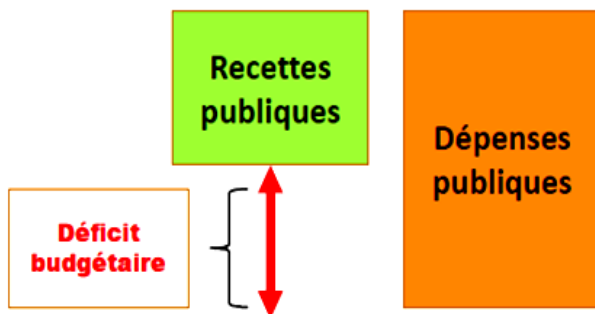 Recettes
publiques
Dépenses
publiques
Déficit
budgétaire